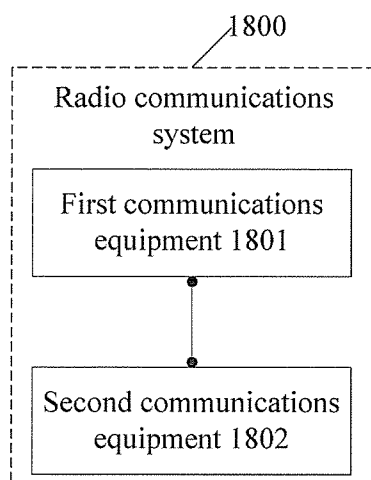 1800
Radio communications
system
First communications
equipment 1801
Second communications
equipment 1802